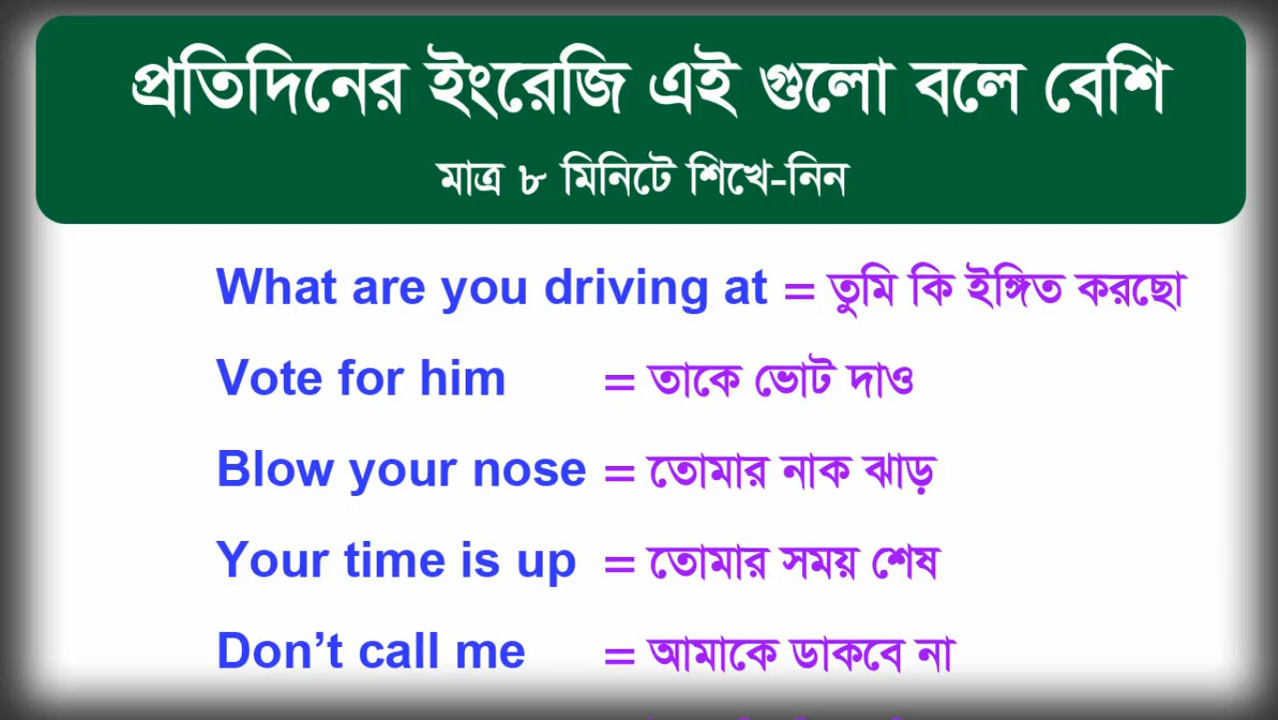 প্রতিদিনের ইংরেজি এই গুলো বলে বেশি
মাত্র ৮ মিনিটে শিখে-নিন
What are you driving at = তুমি কি ইঙ্গিত করছো
Vote for him = তাকে ভোট দাও
Blow your nose = তোমার নাক ঝাড়
Your time is up = তোমার সময় শেষ
Don’t call me = আমাকে ডাকবে না